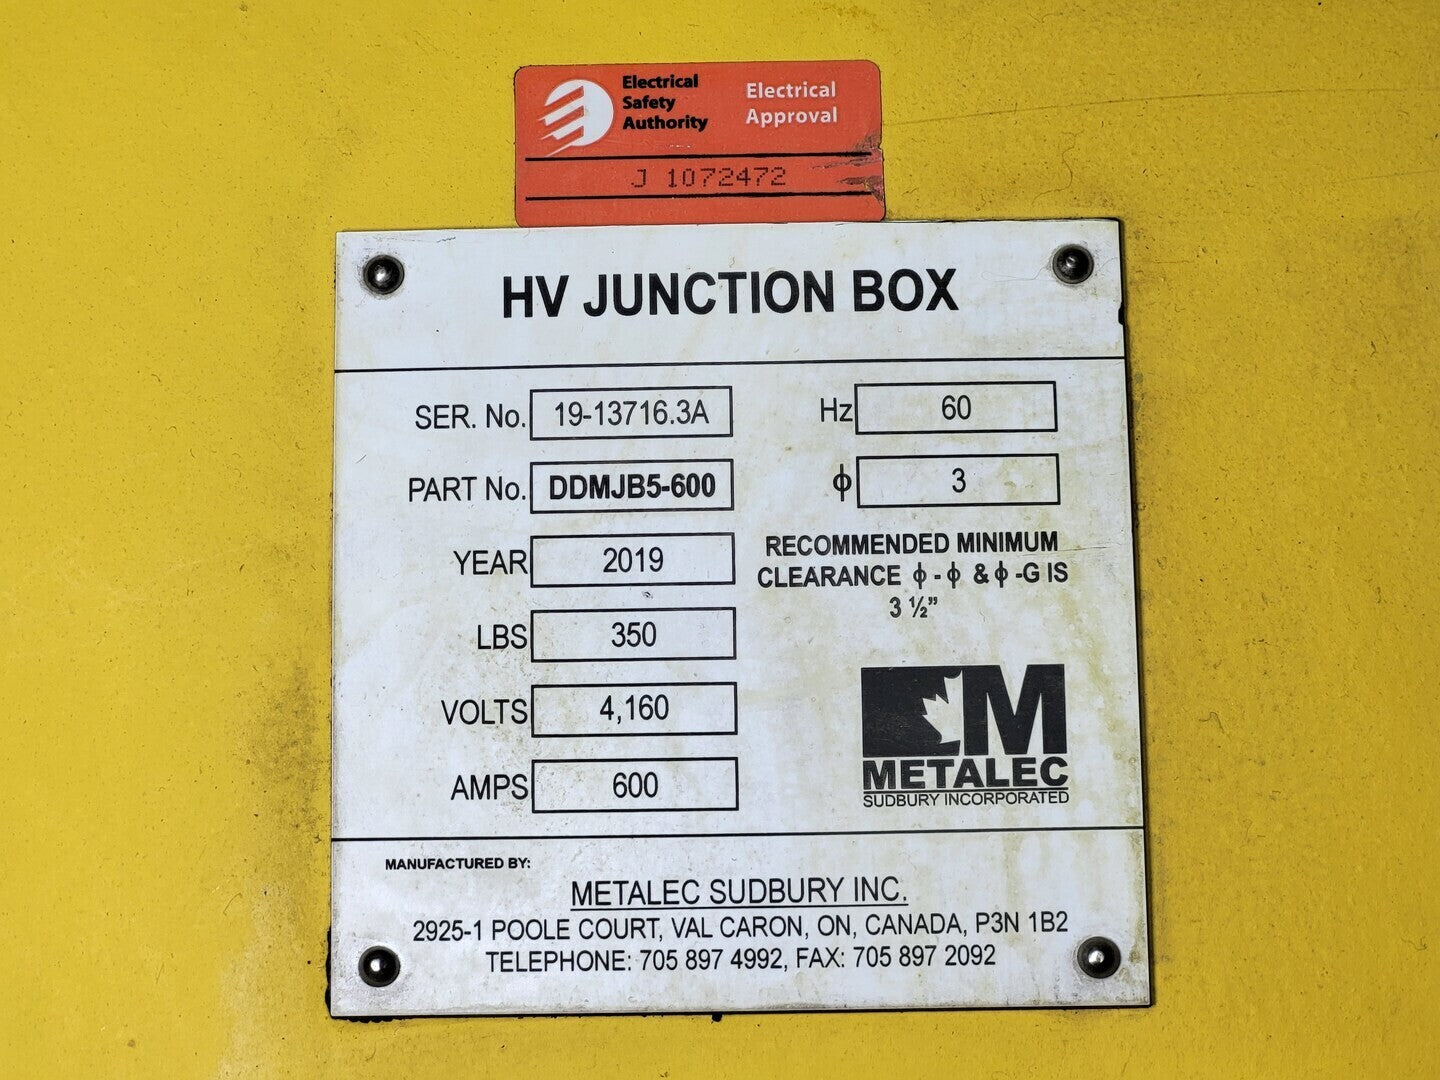 Electrical
Safety
Authority
Electrical
Approval
J 1072472
HV JUNCTION BOX
SER. No. 19-13716.3A
PART No. DDMJB5-600
YEAR 2019
LBS 350
VOLTS 4,160
AMPS 600
Hz 60
ϕ 3
RECOMMENDED MINIMUM
CLEARANCE ϕ - ϕ & ϕ -G IS
3 ½”
M
METALEC
SUDBURY INCORPORATED
MANUFACTURED BY:
METALEC SUDBURY INC.
2925-1 POOLE COURT, VAL CARON, ON, CANADA, P3N 1B2
TELEPHONE: 705 897 4992, FAX: 705 897 2092